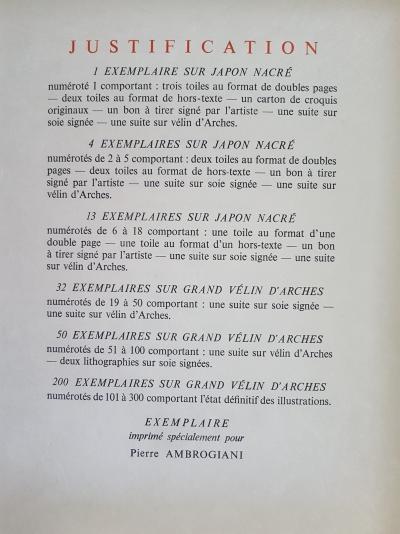 JUSTIFICATION
1 EXEMPLAIRE SUR JAPON NACRÉ
numéroté 1 comportant : trois toiles au format de doubles pages
— deux toiles au format de hors-texte — un carton de croquis
originaux — un bon à tirer signé par l'artiste — une suite sur
soie signée — une suite sur vélin d'Arches.
4 EXEMPLAIRES SUR JAPON NACRÉ
numérotés de 2 à 5 comportant : deux toiles au format de doubles
pages — deux toiles au format de hors-texte — un bon à tirer
signé par l'artiste — une suite sur soie signée — une suite sur
vélin d'Arches.
13 EXEMPLAIRES SUR JAPON NACRÉ
numérotés de 6 à 18 comportant : une toile au format d'une
double page — une toile au format d'un hors-texte — un bon
à tirer signé par l'artiste — une suite sur soie signée — une suite
sur vélin d'Arches.
32 EXEMPLAIRES SUR GRAND VÉLIN D'ARCHES
numérotés de 19 à 50 comportant : une suite sur soie signée —
une suite sur vélin d'Arches.
50 EXEMPLAIRES SUR GRAND VÉLIN D'ARCHES
numérotés de 51 à 100 comportant : une suite sur vélin d'Arches
— deux lithographies sur soie signées.
200 EXEMPLAIRES SUR GRAND VÉLIN D'ARCHES
numérotés de 101 à 300 comportant l'état définitif des illustrations.
EXEMPLAIRE
imprimé spécialement pour
Pierre AMBROGIANI